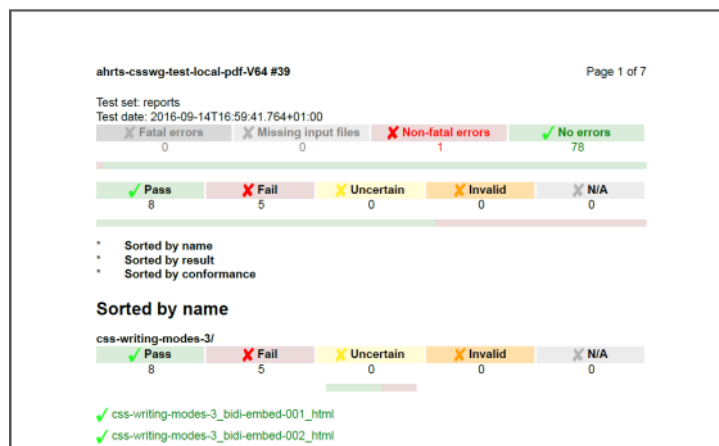 ahrts-csswg-test-local-pdf-V64 #39 Page 1 of 7
Test set: reports
Test date: 2016-09-14T16:59:41.764+01:00
✘ Fatal errors ✘ Missing input files ✘ Non-fatal errors ✓ No errors
0 0 1 78
✓ Pass ✘ Fail ✘ Uncertain ✘ Invalid ✘ N/A
8 5 0 0 0
* Sorted by name
* Sorted by result
* Sorted by conformance
Sorted by name
css-writing-modes-3/
✓ Pass ✘ Fail ✘ Uncertain ✘ Invalid ✘ N/A
8 5 0 0 0
✓ css-writing-modes-3_bidi-embed-001_html
✓ css-writing-modes-3_bidi-embed-002_html